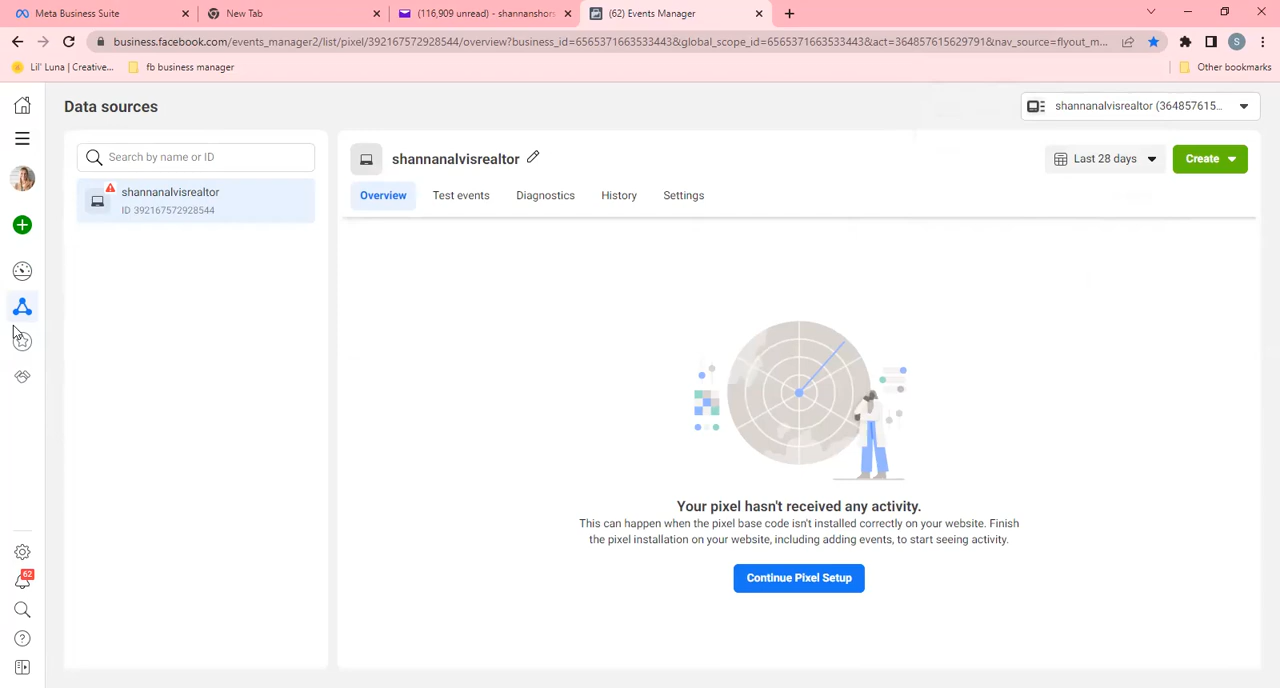 Meta Business Suite
New Tab
(116,909 unread) - shannanshors
(62) Events Manager
business.facebook.com/events_manager2/list/pixel/392167572928544/overview?business_id=6565371663533443&global_scope_id=6565371663533443&act=364857615629791&nav_source=flyout_m...
S
Lil' Luna | Creative...
fb business manager
Other bookmarks
Data sources
shannanalvisrealtor (364857615...
Search by name or ID
shannanalvisrealtor
ID 392167572928544
shannanalvisrealtor
Last 28 days
Create
Overview
Test events
Diagnostics
History
Settings
Your pixel hasn't received any activity.
This can happen when the pixel base code isn't installed correctly on your website. Finish
the pixel installation on your website, including adding events, to start seeing activity.
Continue Pixel Setup
62